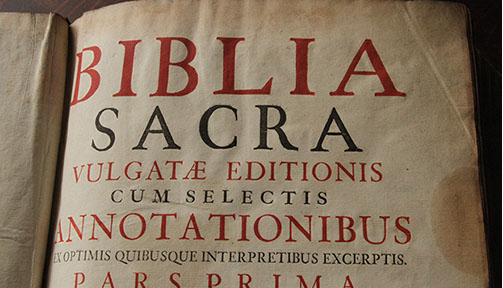 BIBLIA
SACRA
VULGATÆ EDITIONIS
CUM SELECTIS
ANNOTATIONIBUS
EX OPTIMIS QUIBUSQUE INTERPRETIBUS EXCERPTIS.
PARS PRIMA